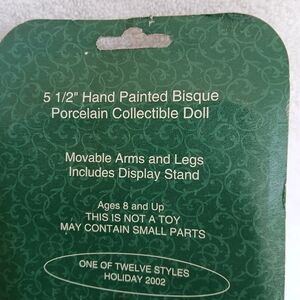 5 1/2" Hand Painted Bisque
Porcelain Collectible Doll
Movable Arms and Legs
Includes Display Stand
Ages 8 and Up
THIS IS NOT A TOY
MAY CONTAIN SMALL PARTS
ONE OF TWELVE STYLES
HOLIDAY 2002